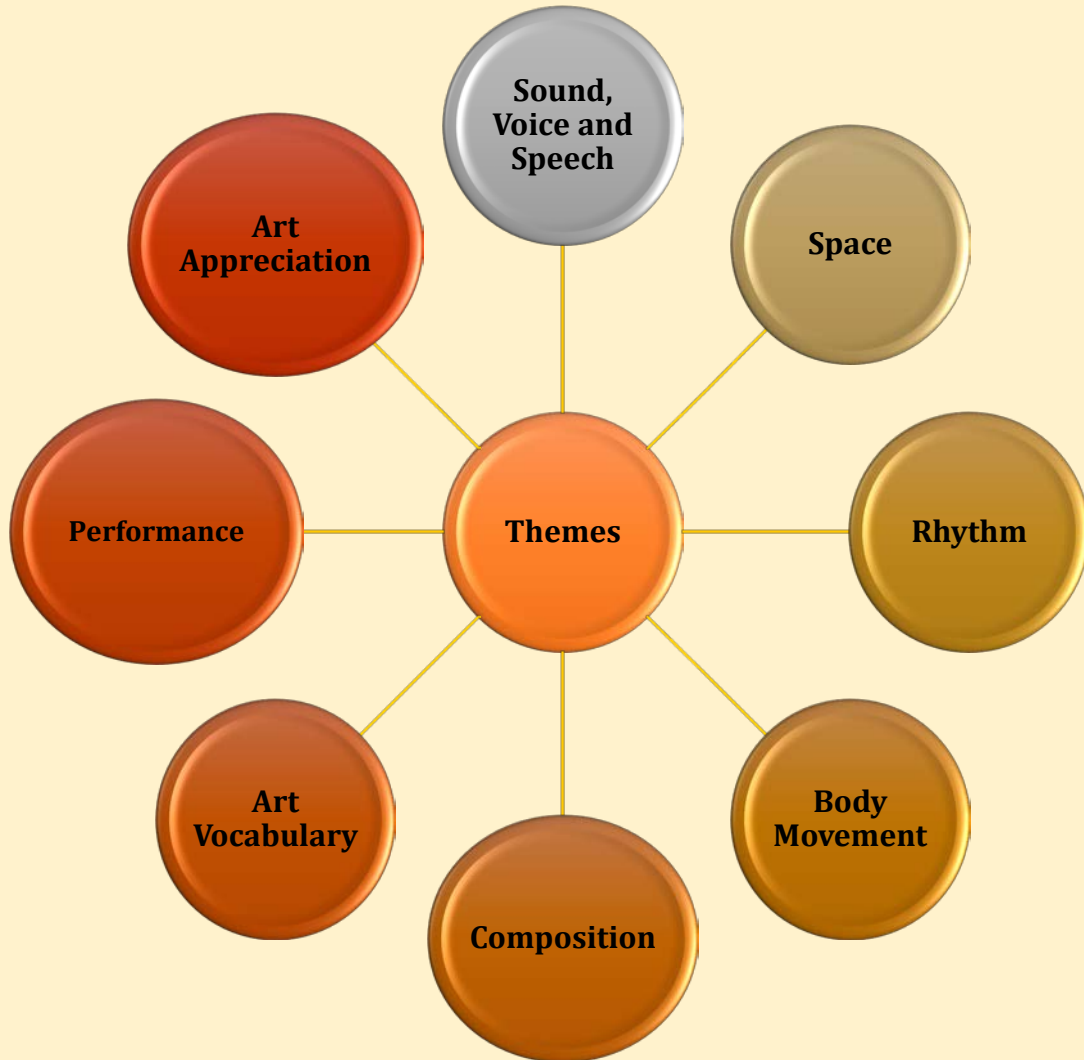 Sound,
Voice and
Speech
Art
Appreciation
Space
Performance
Themes
Rhythm
Art
Vocabulary
Body
Movement
Composition